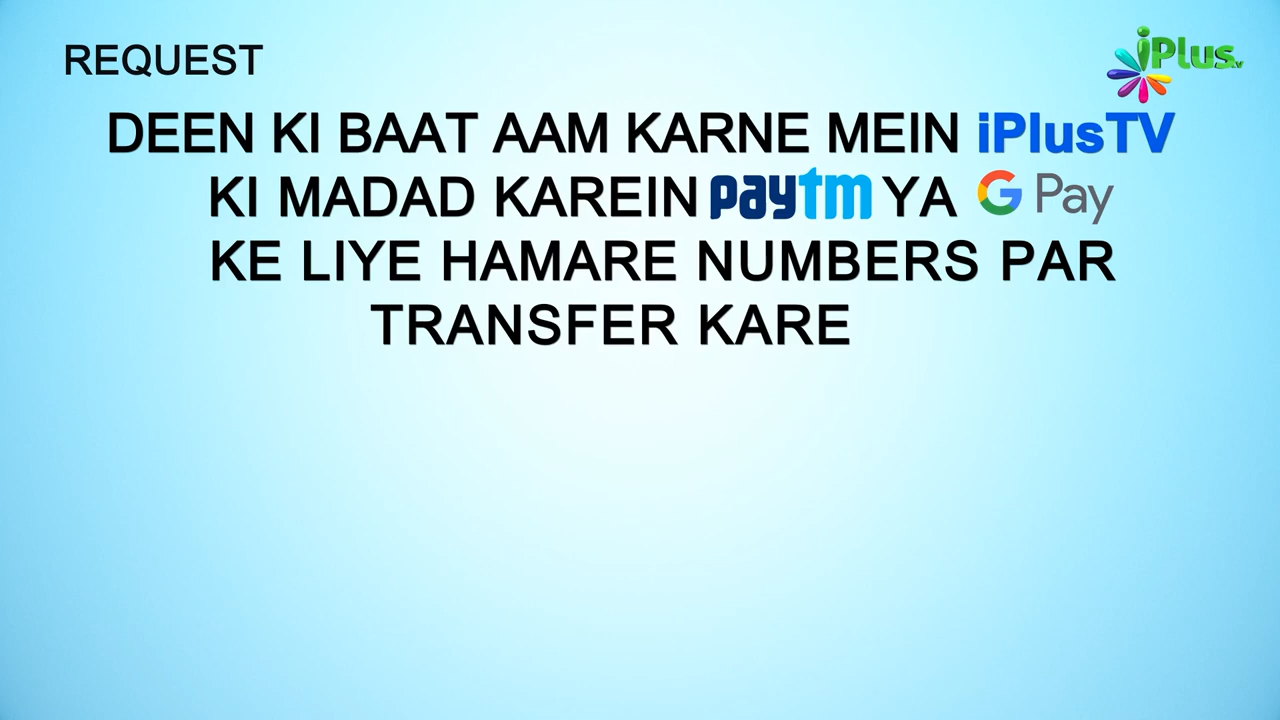 REQUEST
iPlus.tv
DEEN KI BAAT AAM KARNE MEIN iPlusTV
KI MADAD KAREIN paytm YA G Pay
KE LIYE HAMARE NUMBERS PAR
TRANSFER KARE